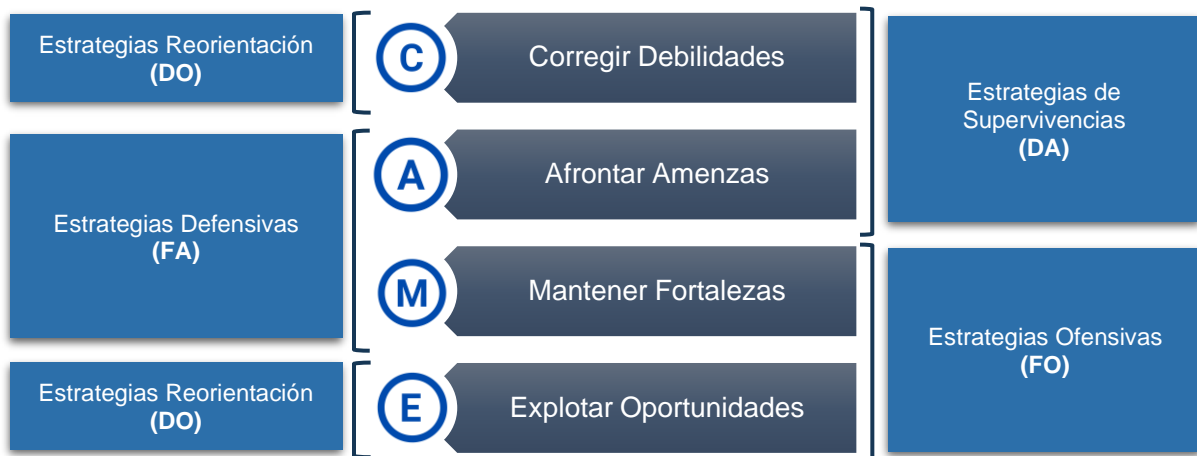 Estrategias Reorientación
(DO)
C
Corregir Debilidades
Estrategias de
Supervivencias
(DA)
A
Afrontar Amenzas
Estrategias Defensivas
(FA)
M
Mantener Fortalezas
Estrategias Ofensivas
(FO)
Estrategias Reorientación
(DO)
E
Explotar Oportunidades